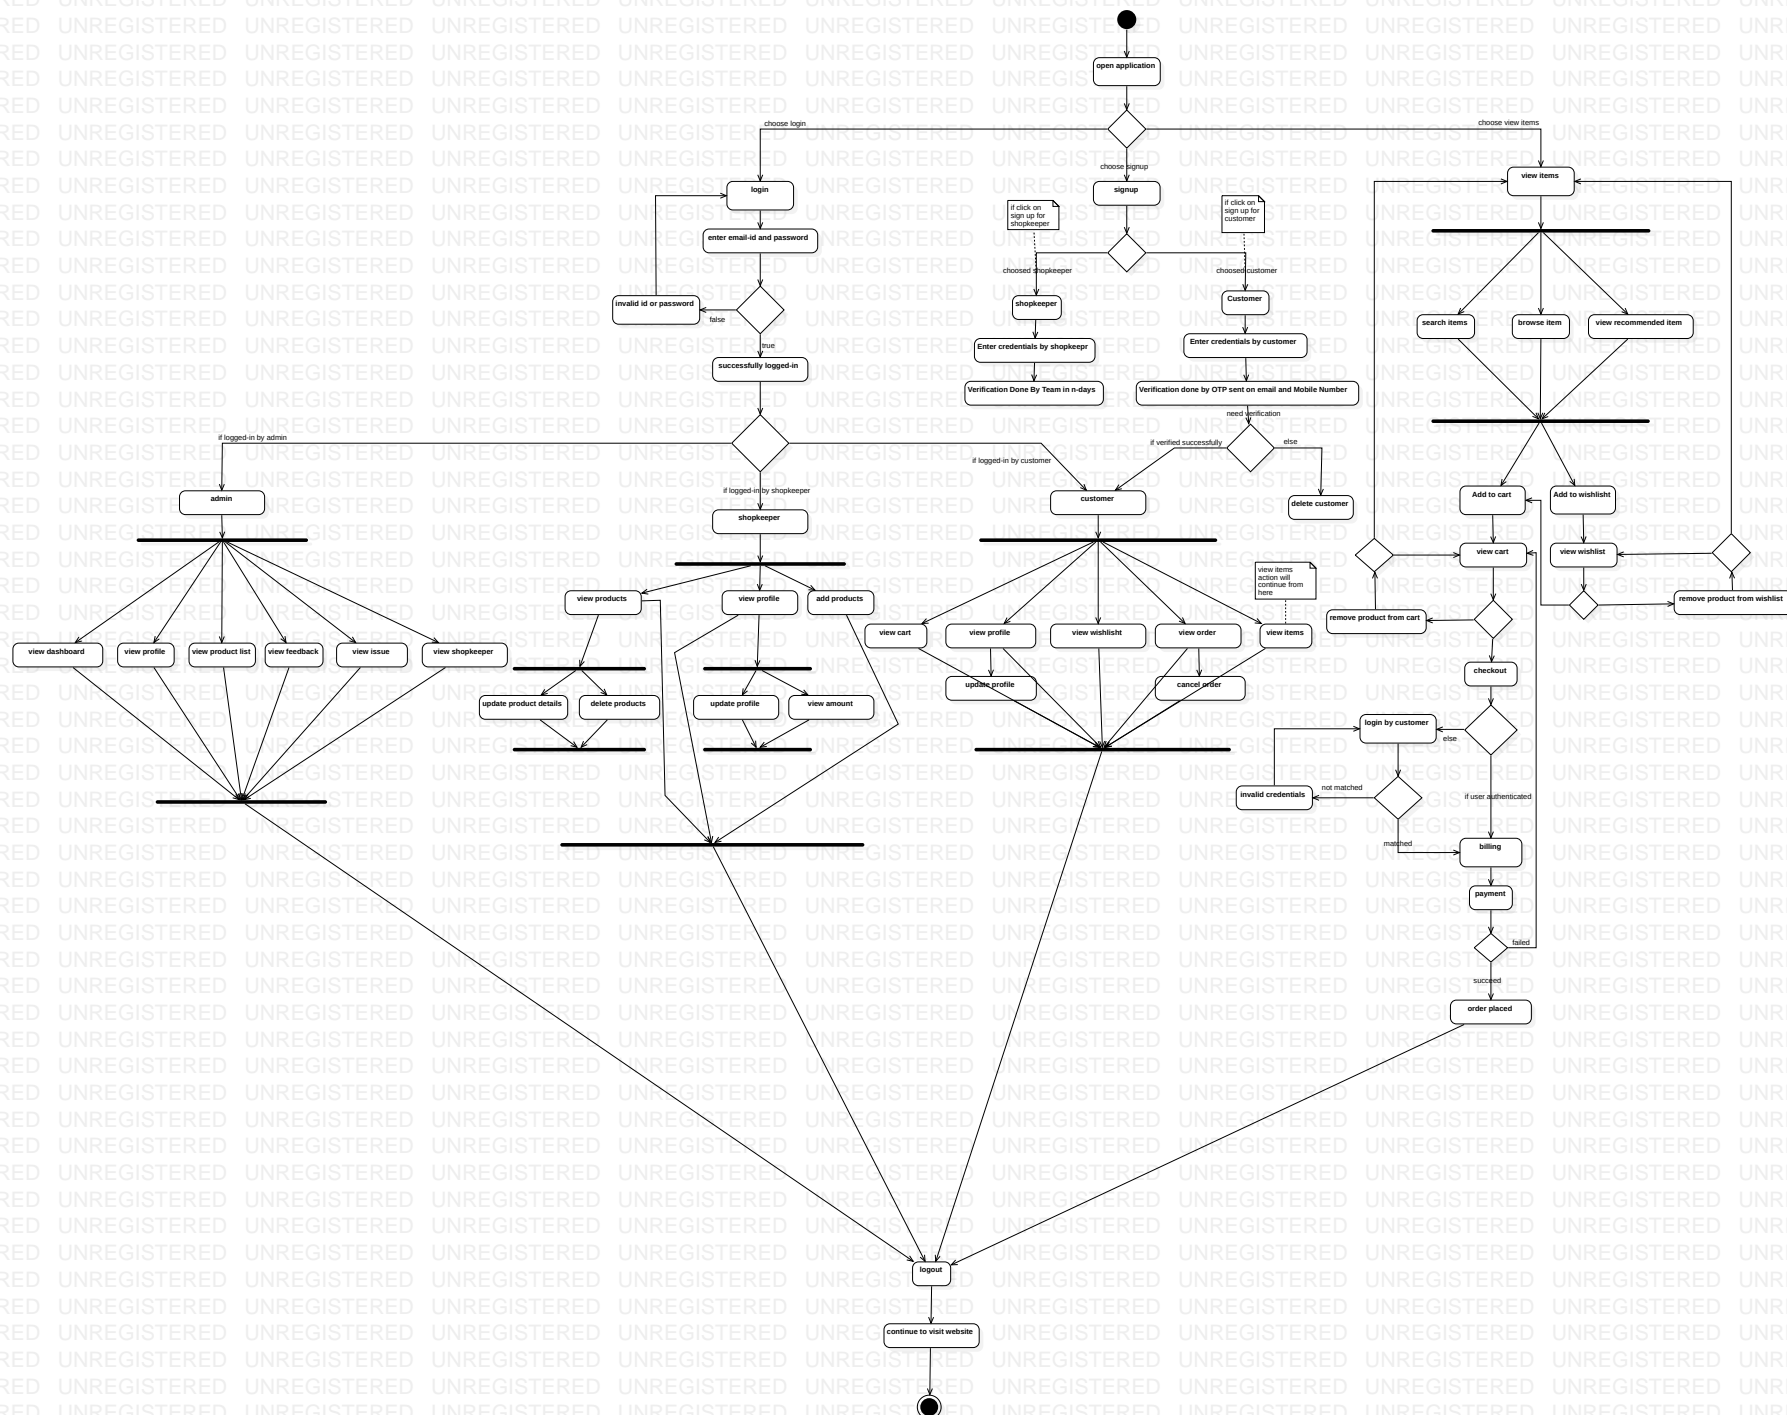 open application
choose login
choose view items
choose signup
view items
login
signup
if click on
sign up for
shopkeeper
if click on
sign up for
customer
enter email-id and password
choosed shopkeeper
choosed customer
invalid id or password
false
shopkeeper
Customer
search items
browse item
view recommended item
true
Enter credentials by shopkeepr
Enter credentials by customer
successfully logged-in
Verification Done By Team in n-days
Verification done by OTP sent on email and Mobile Number
need verification
if logged-in by admin
if verified successfully
else
if logged-in by customer
if logged-in by shopkeeper
admin
customer
delete customer
Add to cart
Add to wishlisht
shopkeeper
view cart
view wishlist
view items
action will
continue from
here
view products
view profile
add products
remove product from wishlist
remove product from cart
view cart
view profile
view wishlisht
view order
view items
view dashboard
view profile
view product list
view feedback
view issue
view shopkeeper
checkout
update profile
cancel order
update product details
delete products
update profile
view amount
login by customer
else
not matched
invalid credentials
if user authenticated
matched
billing
payment
failed
succeed
order placed
logout
continue to visit website
UNREGISTERED